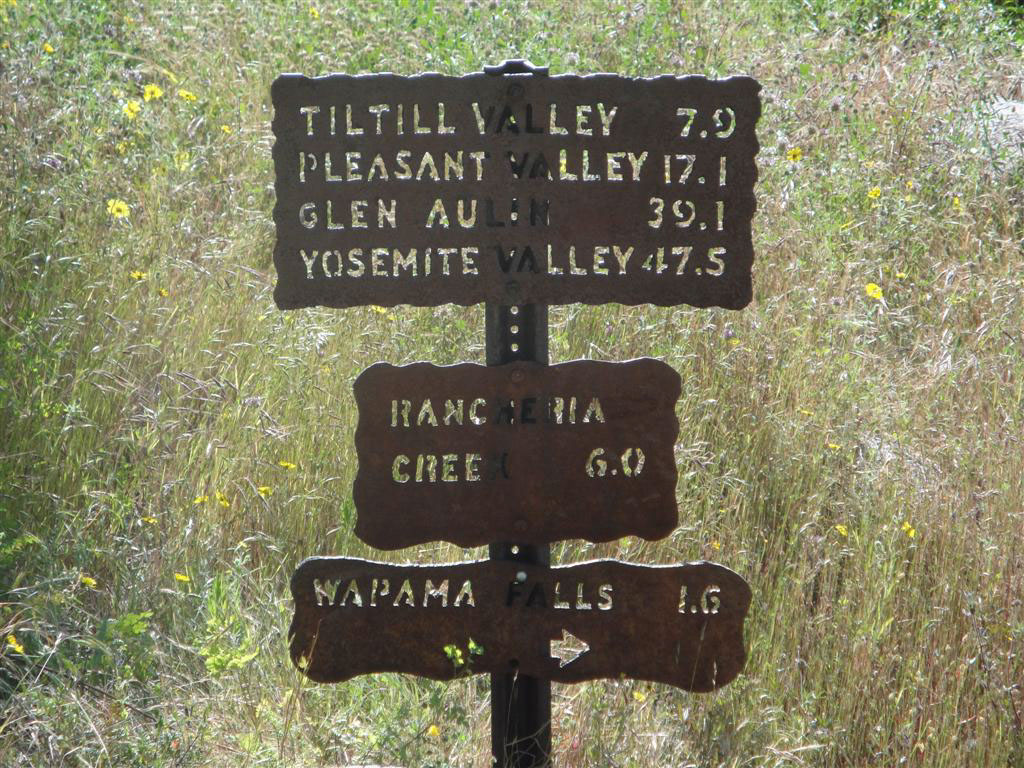 TILTILL VALLEY 7.9
PLEASANT VALLEY 17.1
GLEN AULIN 39.1
YOSEMITE VALLEY 47.5
RANCHERIA
CREEK 6.0
WAPAMA FALLS 1.6